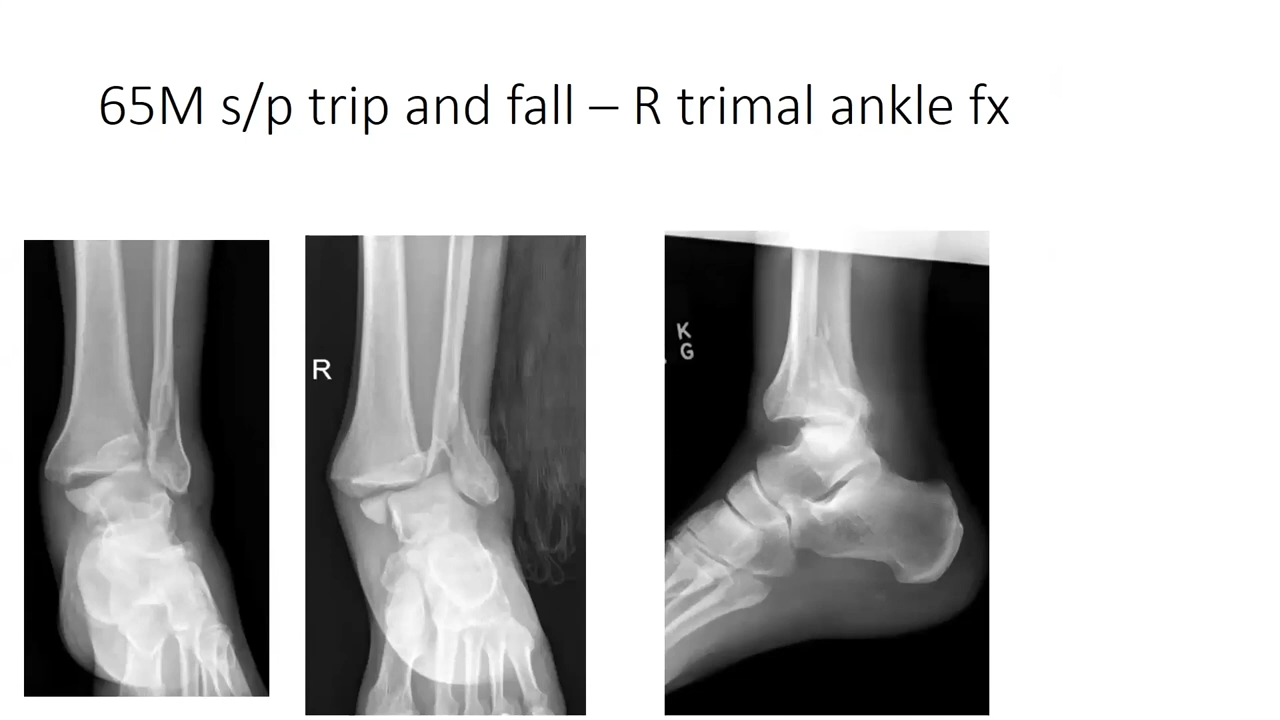 65M s/p trip and fall – R trimal ankle fx
R
K
G